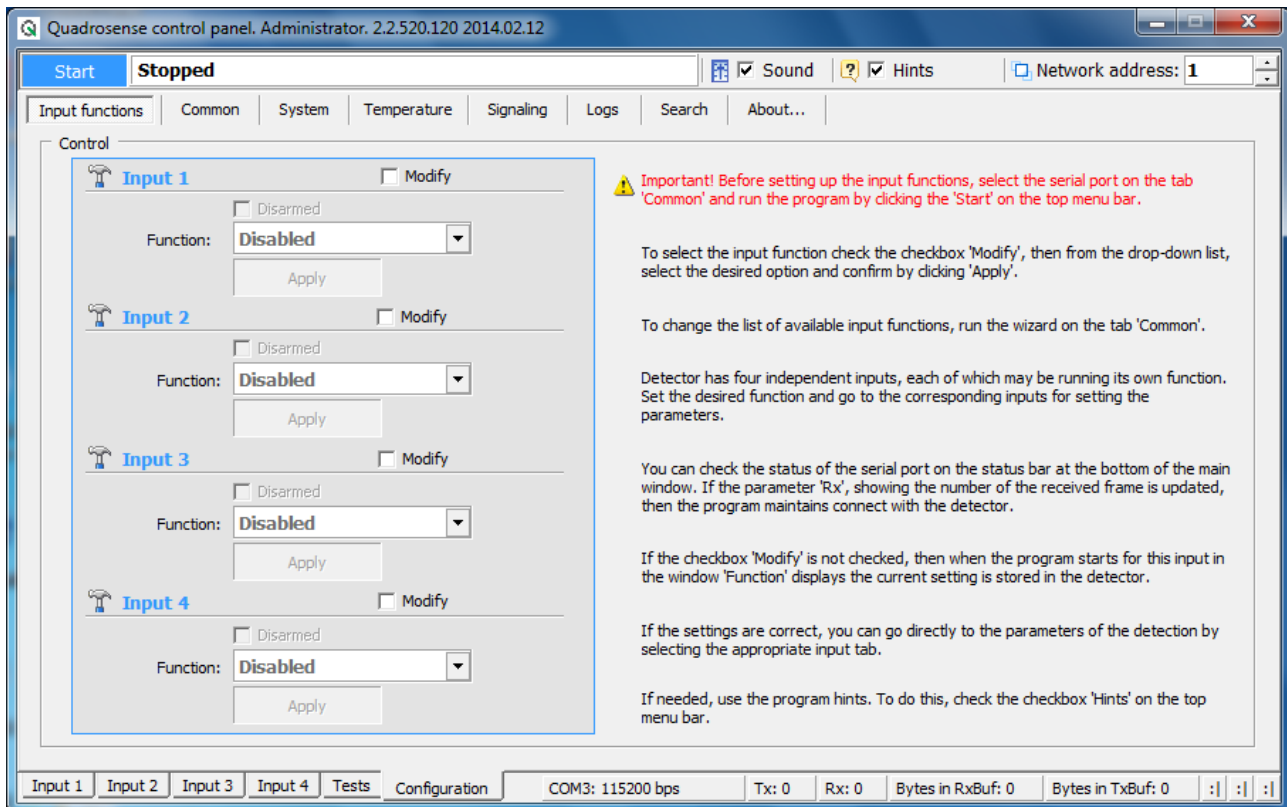 Quadrosense control panel. Administrator. 2.2.520.120 2014.02.12
Start Stopped Sound Hints Network address: 1
Input functions Common System Temperature Signaling Logs Search About...
Control
Input 1 Modify
Disarmed
Function: Disabled
Apply
Input 2 Modify
Disarmed
Function: Disabled
Apply
Input 3 Modify
Disarmed
Function: Disabled
Apply
Input 4 Modify
Disarmed
Function: Disabled
Apply
Important! Before setting up the input functions, select the serial port on the tab
'Common' and run the program by clicking the 'Start' on the top menu bar.
To select the input function check the checkbox 'Modify', then from the drop-down list,
select the desired option and confirm by clicking 'Apply'.
To change the list of available input functions, run the wizard on the tab 'Common'.
Detector has four independent inputs, each of which may be running its own function.
Set the desired function and go to the corresponding inputs for setting the
parameters.
You can check the status of the serial port on the status bar at the bottom of the main
window. If the parameter 'Rx', showing the number of the received frame is updated,
then the program maintains connect with the detector.
If the checkbox 'Modify' is not checked, then when the program starts for this input in
the window 'Function' displays the current setting is stored in the detector.
If the settings are correct, you can go directly to the parameters of the detection by
selecting the appropriate input tab.
If needed, use the program hints. To do this, check the checkbox 'Hints' on the top
menu bar.
Input 1 Input 2 Input 3 Input 4 Tests Configuration COM3: 115200 bps Tx: 0 Rx: 0 Bytes in RxBuf: 0 Bytes in TxBuf: 0 :| :| :|